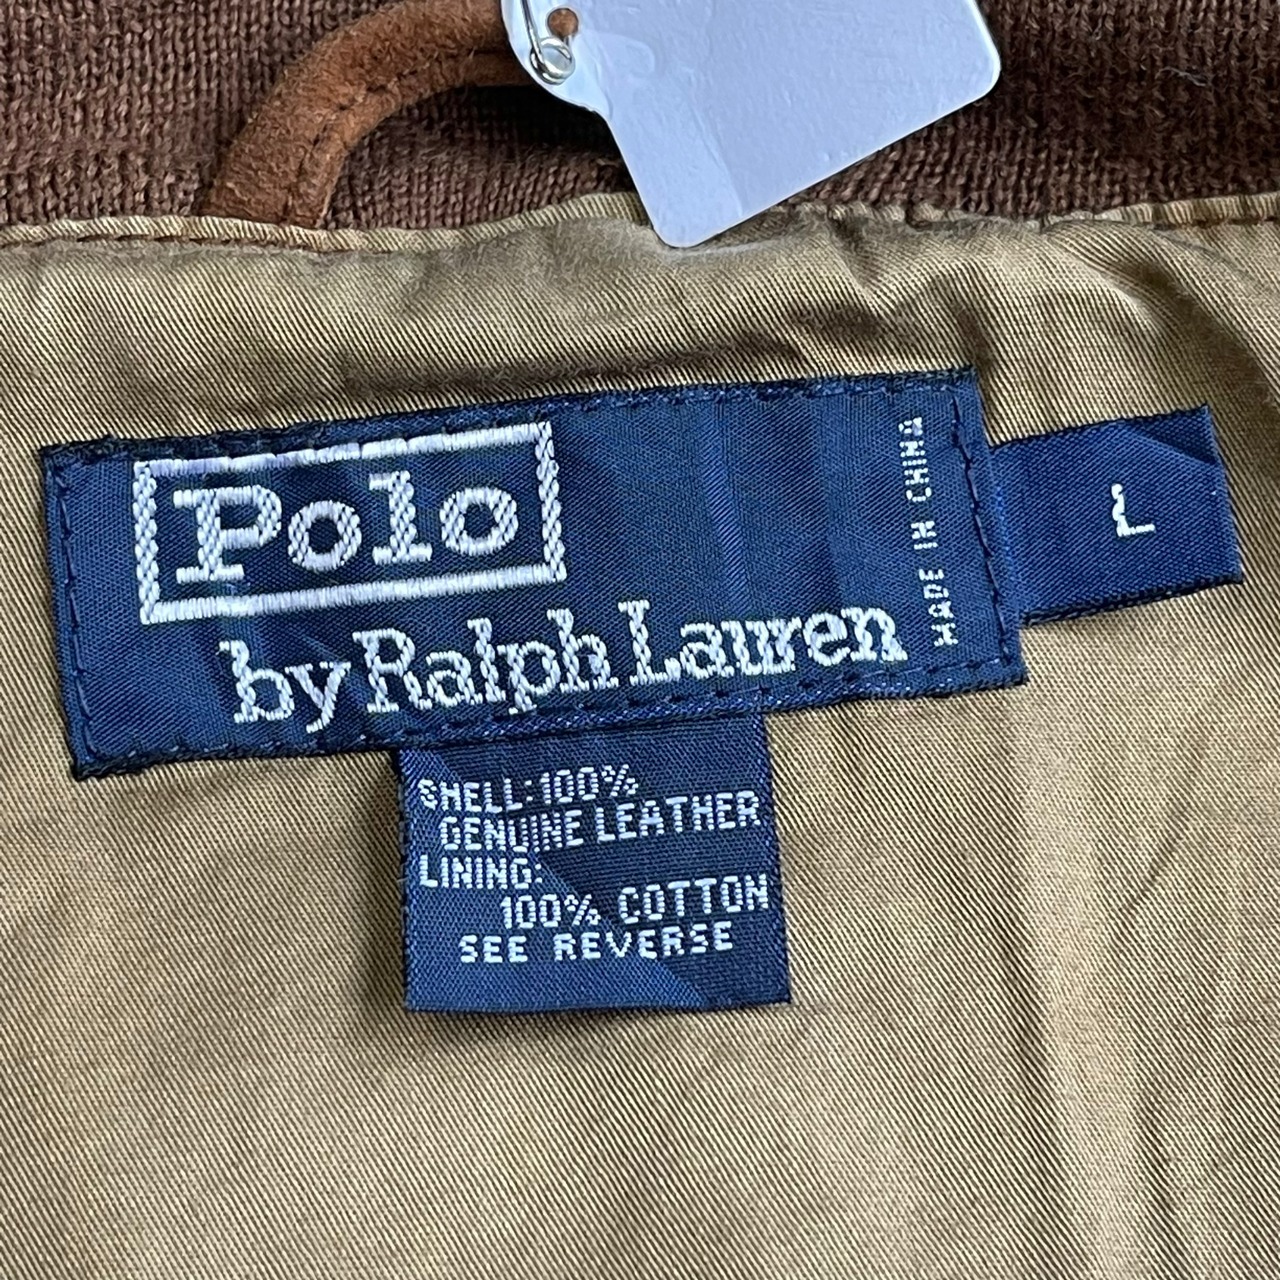 Polo
by Ralph Lauren
MADE IN CHINA
L
SHELL:100%
GENUINE LEATHER
LINING:
100% COTTON
SEE REVERSE